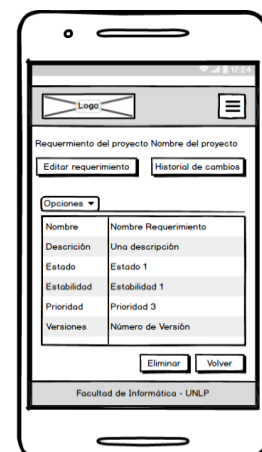 17:24
Logo
Requermiento del proyecto Nombre del proyecto
Editar requerimiento Historial de cambios
Opciones
Nombre Nombre Requerimiento
Descrición Una descripción
Estado Estado 1
Estabilidad Estabilidad 1
Prioridad Prioridad 3
Versiones Número de Versión
Eliminar Volver
Facultad de Informática - UNLP